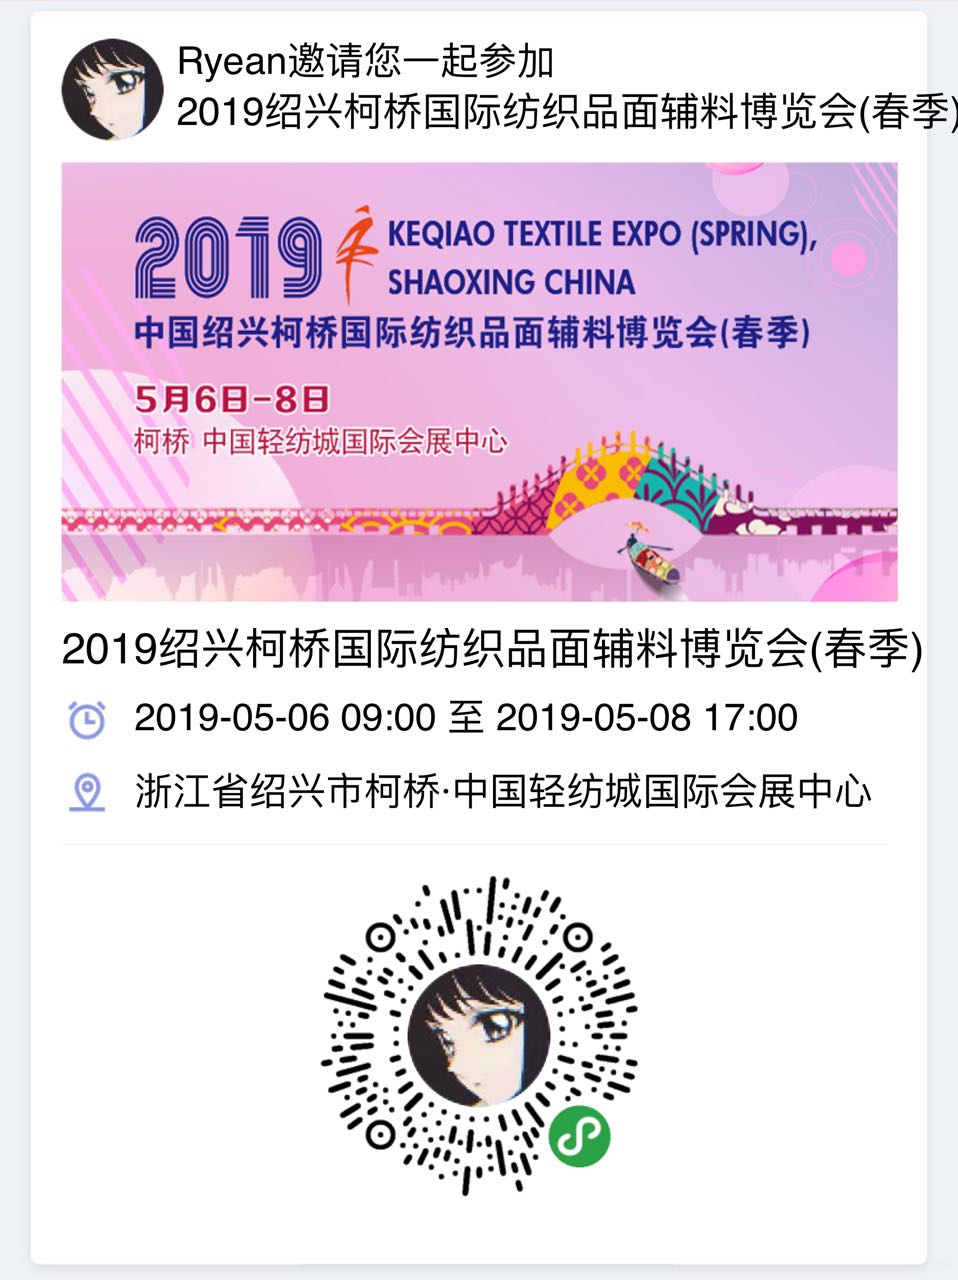 Ryean邀请您一起参加
2019绍兴柯桥国际纺织品面辅料博览会(春季)
2019 KEQIAO TEXTILE EXPO (SPRING),
SHAOXING CHINA
中国绍兴柯桥国际纺织品面辅料博览会(春季)
5月6日-8日
柯桥 中国轻纺城国际会展中心
2019绍兴柯桥国际纺织品面辅料博览会(春季)
2019-05-06 09:00 至 2019-05-08 17:00
浙江省绍兴市柯桥·中国轻纺城国际会展中心